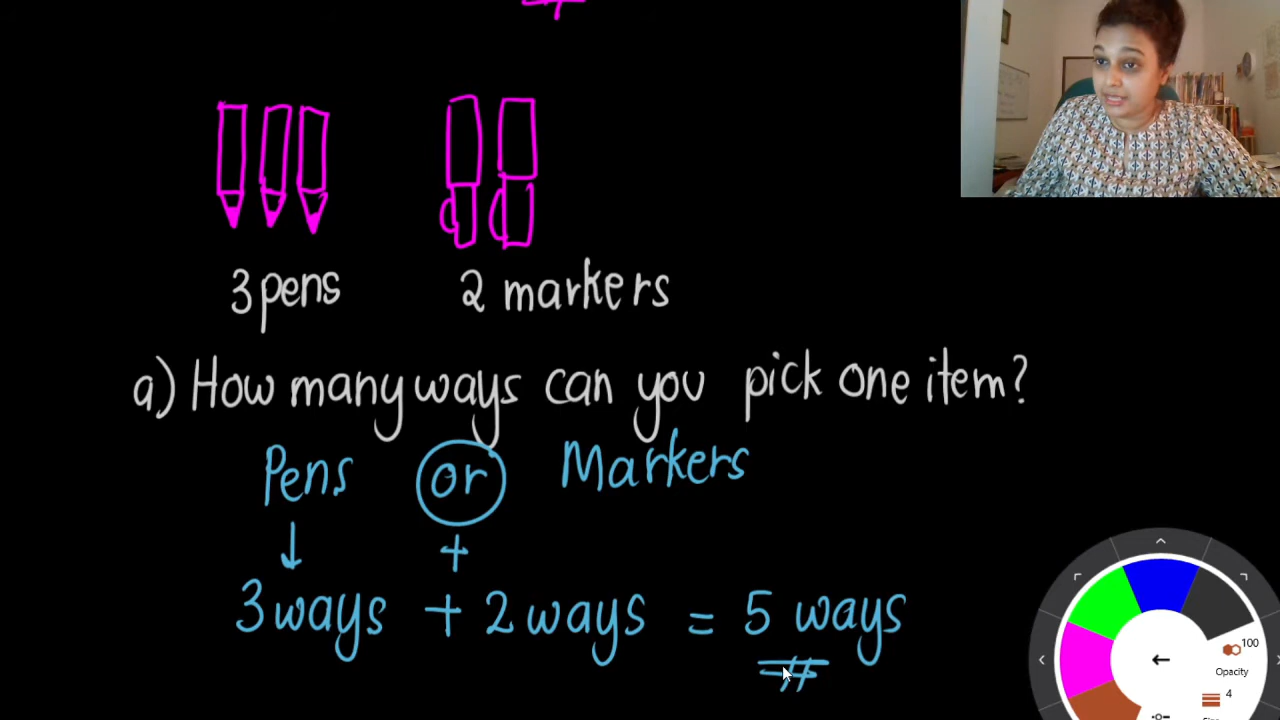 3 pens 2 markers
a) How many ways can you pick one item?
Pens or Markers
+
3 ways + 2 ways = 5 ways
100
Opacity
4